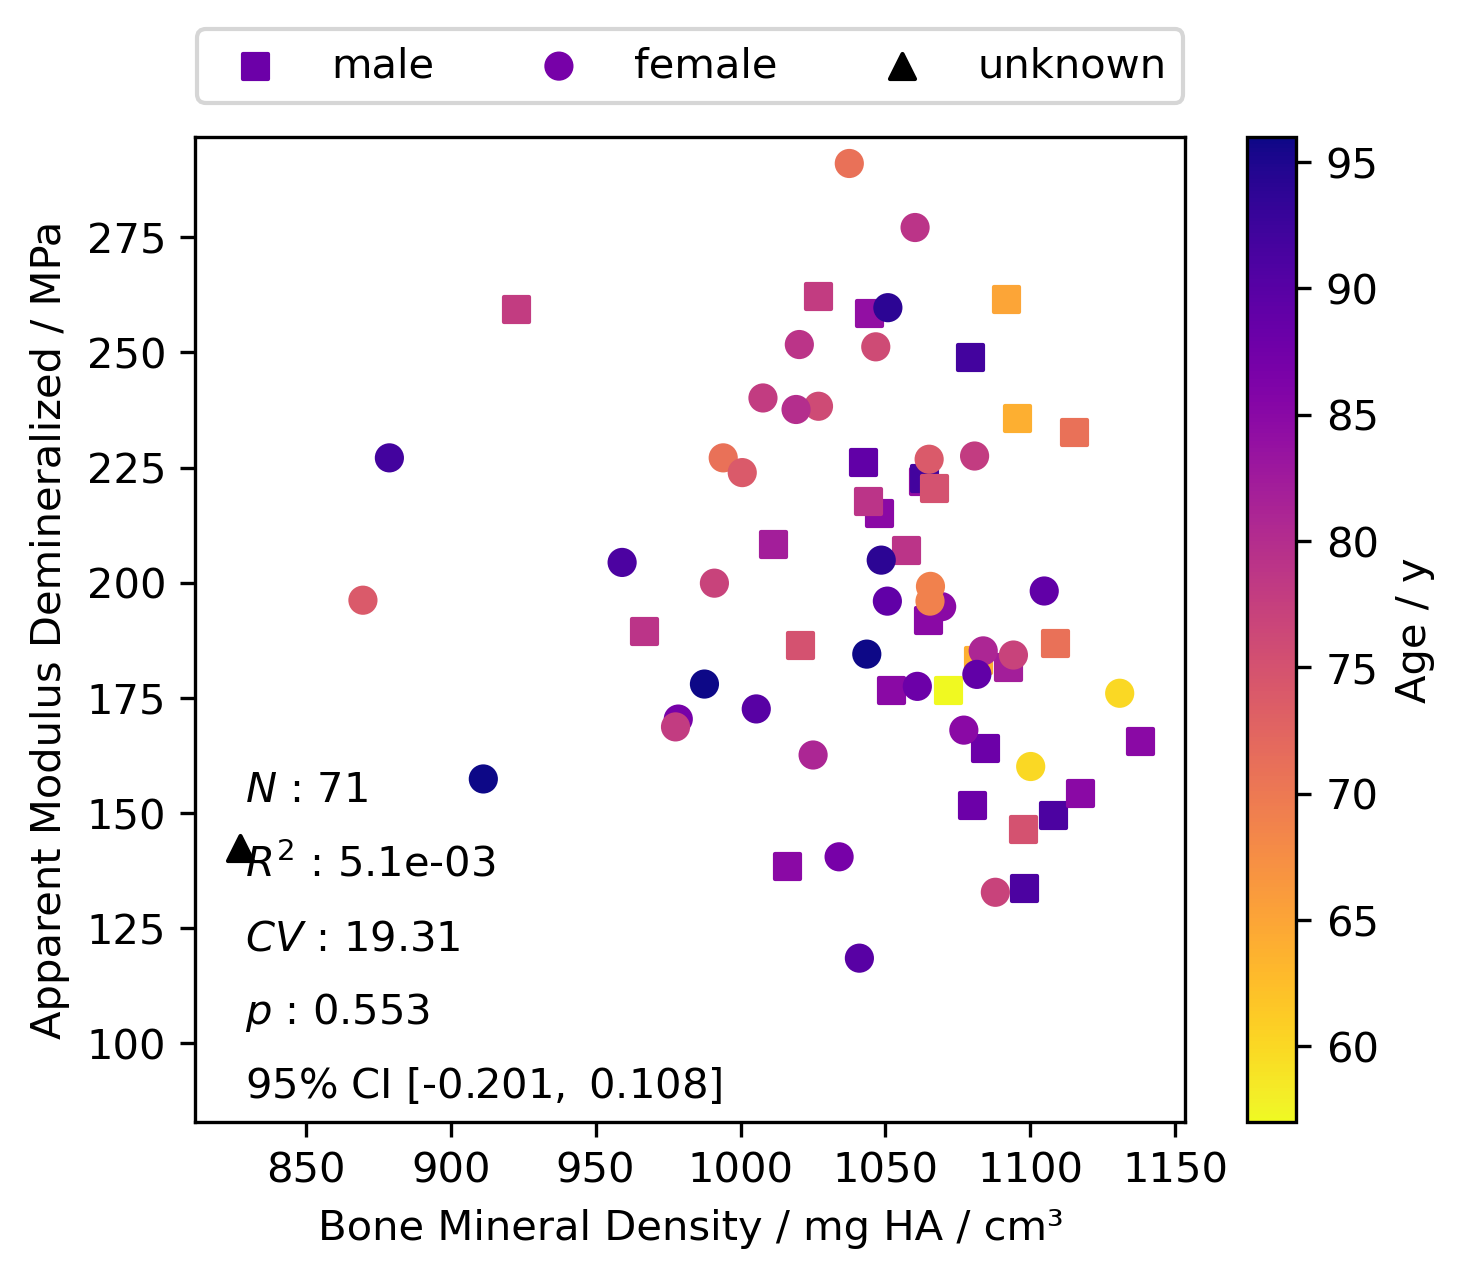 male female unknown
275
250
225
200
175
150
125
100
Apparent Modulus Demineralized / MPa
N : 71
R² : 5.1e-03
CV : 19.31
p : 0.553
95% CI [-0.201, 0.108]
850 900 950 1000 1050 1100 1150
Bone Mineral Density / mg HA / cm³
95
90
85
80
75
70
65
60
Age / y